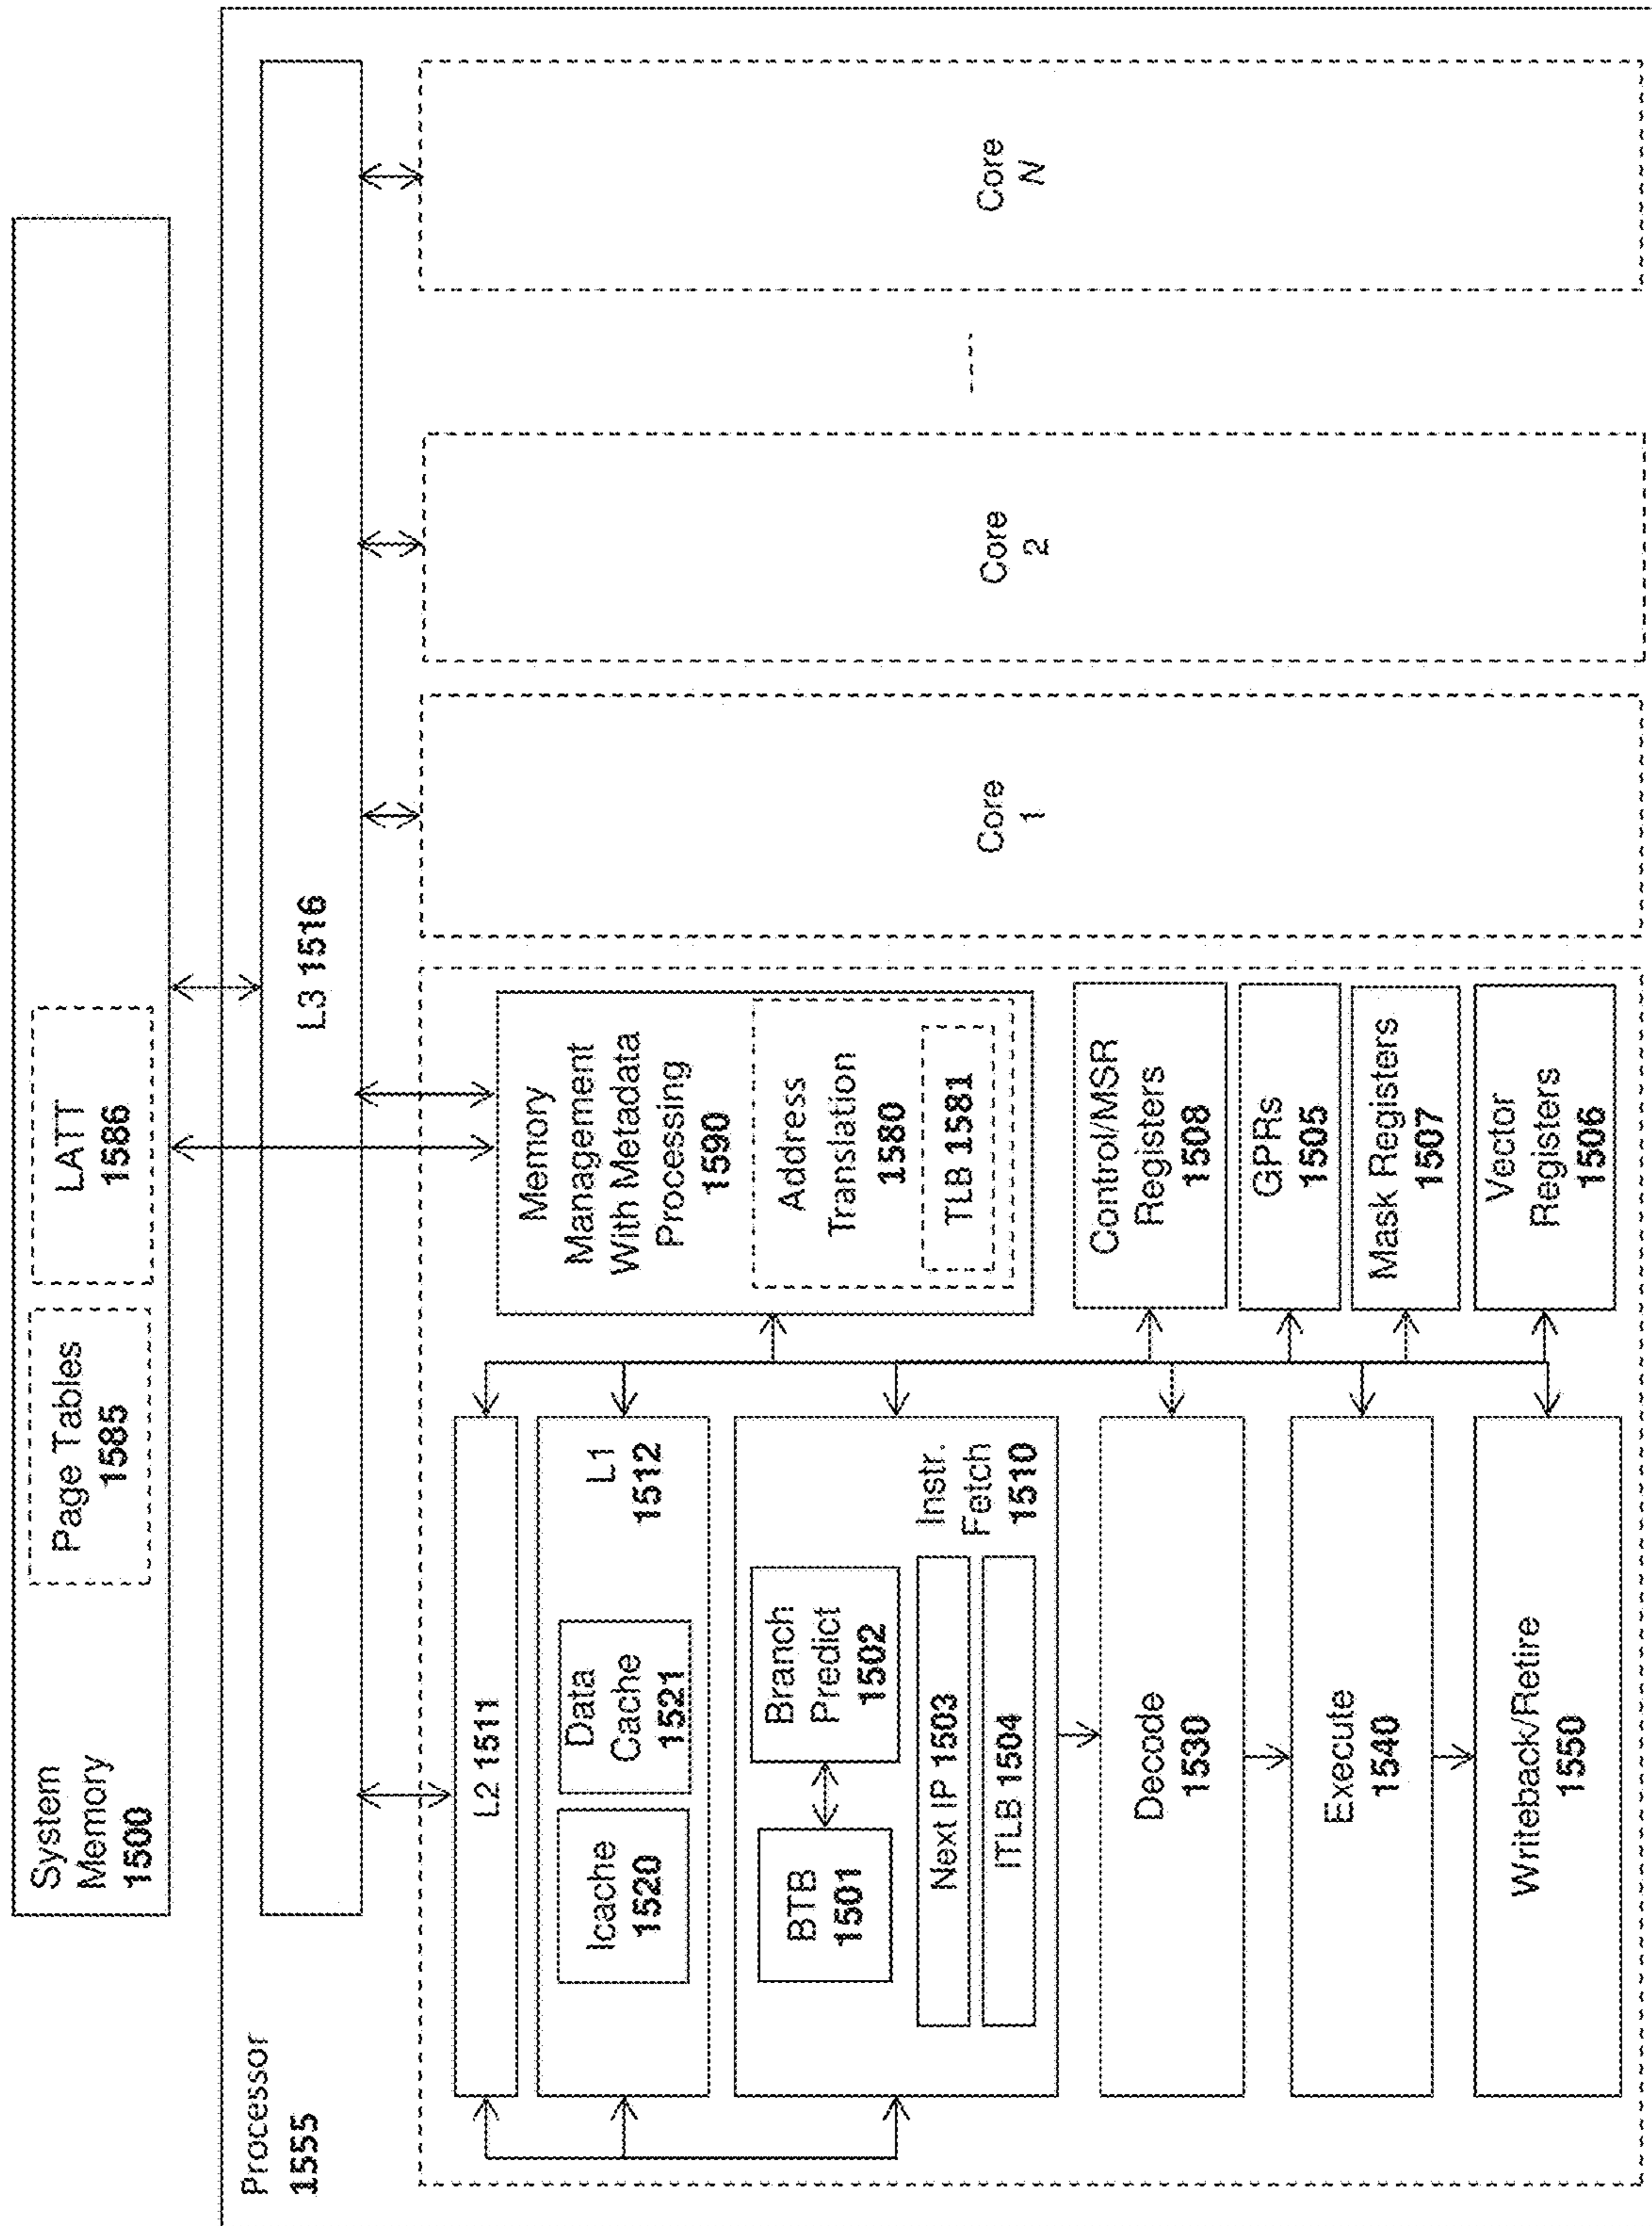 System
Memory
1500
Page Tables
1585
LATT
1586
Processor
1555
L3 1516
L2 1511
Icache
1520
Data
Cache
1521
L1
1512
BTB
1501
Branch
Predict
1502
Next IP 1503
ITLB 1504
Instr.
Fetch
1510
Decode
1530
Execute
1540
Writeback/Retire
1550
Memory
Management
With Metadata
Processing
1590
Address
Translation
1580
TLB 1581
Control/MSR
Registers
1508
GPRs
1505
Mask Registers
1507
Vector
Registers
1506
Core
1
Core
2
Core
N